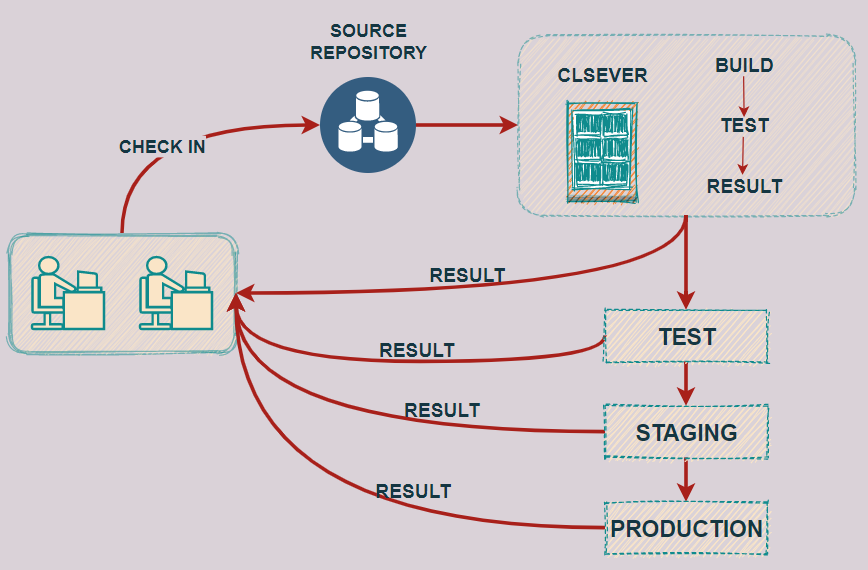 SOURCE
REPOSITORY
CLSEVER
BUILD
TEST
RESULT
CHECK IN
RESULT
TEST
RESULT
RESULT
STAGING
RESULT
PRODUCTION